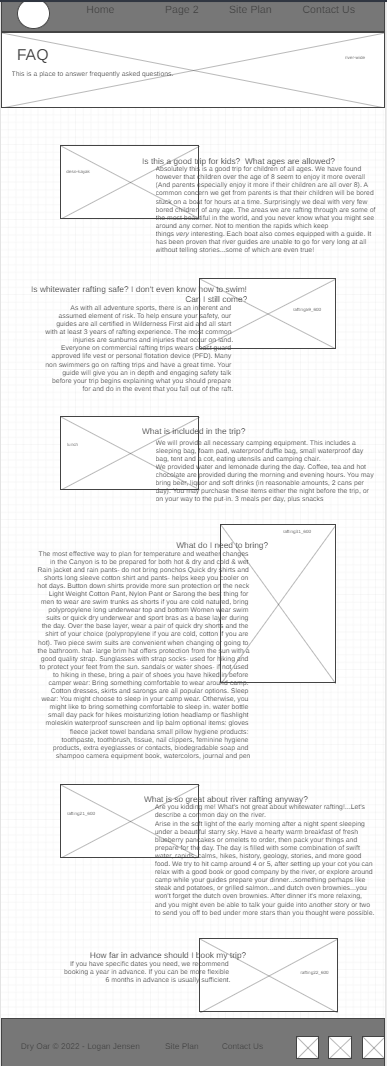 Home Page 2 Site Plan Contact Us
FAQ
river-wide
This is a place to answer frequently asked questions.
Is this a good trip for kids?  What ages are allowed?
Absolutely this is a good trip for children of all ages. We have found
however that children over the age of 8 seem to enjoy it more overall
(And parents especially enjoy it more if their children are all over 8). A
common comment we get from parents is that their children will be bored
stuck on a boat for hours at a time. Surprisingly we deal with very few
bored children of any age. The areas we are rafting through are some of
the most beautiful in the world, and you never know what you might see
around any corner. Not to mention the rapids which keep
things very interesting. Each boat also comes equipped with a guide. It
has been proven that river guides are unable to go for very long at all
without telling stories...some of which are even true!
Is whitewater rafting safe? I don't even know how to swim!
Can I still come?
rafting##_600
As with all adventure sports, there is an inherent and
assumed element of risk. To help ensure your safety, our
guides are all certified in Wilderness First aid and all start
with at least 3 years of rafting experience. The most common
injuries are sunburns and injuries that occur on land.
Everyone on commercial rafting trips wears coast guard
approved life vest or personal flotation device (PFD). Many
non swimmers go on rafting trips and have a great time. Your
guide will give you an in depth and engaging safety talk
before your trip begins explaining what you should prepare
for and do in the event that you fall out of the raft.
What is included in the trip?
lunch
We will provide all necessary camping equipment. This includes a
sleeping bag, foam pad, waterproof duffle bag, small waterproof day
bag, tent and a cot, eating utensils and camping chair.
We provide water and lemonade during the day. Coffee, tea and hot
chocolate are provided during the morning and evening hours. You may
bring beer, liquor and soft drinks (in reasonable amounts, 2 cans per
day). You may purchase these items either the night before the trip, or
on your way to the put-in. 3 meals per day, plus snacks
What do I need to bring?
The most effective way to plan for temperature and weather changes
in the Canyon is to be prepared for both hot & dry and cold & wet
Rain jacket and rain pants- do not bring ponchos Quick dry shirts and
shorts long sleeve cotton shirt and pants- helps keep you cooler on
hot days. Button down shirts provide more sun protection on the neck
Light Weight Cotton Pant, Nylon Pant or Sarong the best thing for
men to wear are swim trunks as shorts if you are cold natured, bring
polypropylene long underwear top and bottom Women wear swim
suits or quick dry underwear and sport bras as a base layer during
the day. Over the base layer, wear a pair of quick dry shorts and the
shirt of your choice (polypropylene if you are cold, cotton if you are
hot). Two piece swim suits are convenient when changing or going to
the bathroom. hat- large brim hat offers protection from the sun with a
good quality strap. Sunglasses with strap socks- used for hiking and
to protect your feet from the sun. sandals or water shoes- if not used
to hiking in these, bring a pair of shoes you have hiked in before
camper wear: Bring something comfortable to wear around camp.
Cotton dresses, skirts and sarongs are all popular options. Sleep
wear: You might choose to sleep in your camp wear. Otherwise, you
might like to bring something comfortable to sleep in. water bottle
small day pack for hikes moisturizing lotion headlamp or flashlight
moleskin waterproof sunscreen and lip balm optional items: gloves
fleece jacket towel bandana small pillow hygiene products:
toothpaste, toothbrush, tissue, nail clippers, feminine hygiene
products, extra eyeglasses or contacts, biodegradable soap and
shampoo camera equipment book, watercolors, journal and pen
What is so great about river rafting anyway?
Are you kidding me! What's not great about whitewater rafting!...Let's
describe a common day on the river.
Arise in the soft light of the early morning after a night spent sleeping
under a beautiful starry sky. Have a hearty warm breakfast of fresh
blueberry pancakes or omelets to order, then pack your things and
prepare for the day. The day is filled with some combination of swift
water, rapids, calms, hikes, history, geology, stories, and more good
food. We try to hit camp around 4 or 5, after setting up your cot you can
relax with a good book or good company by the river, or explore around
camp while your guides prepare your dinner...something perhaps like
steak and potatoes, or grilled salmon...and dutch oven brownies...you
won't forget the dutch oven brownies. After dinner it's more relaxing,
and you might even be able to talk your guide into another story or two
to send you off to bed under more stars than you thought were possible.
How far in advance should I book my trip?
If you have specific dates you need, we recommend
booking a year in advance. If you can be more flexible
6 months in advance is usually sufficient.
Dry Oar © 2022 - Logan Jensen Site Plan Contact Us